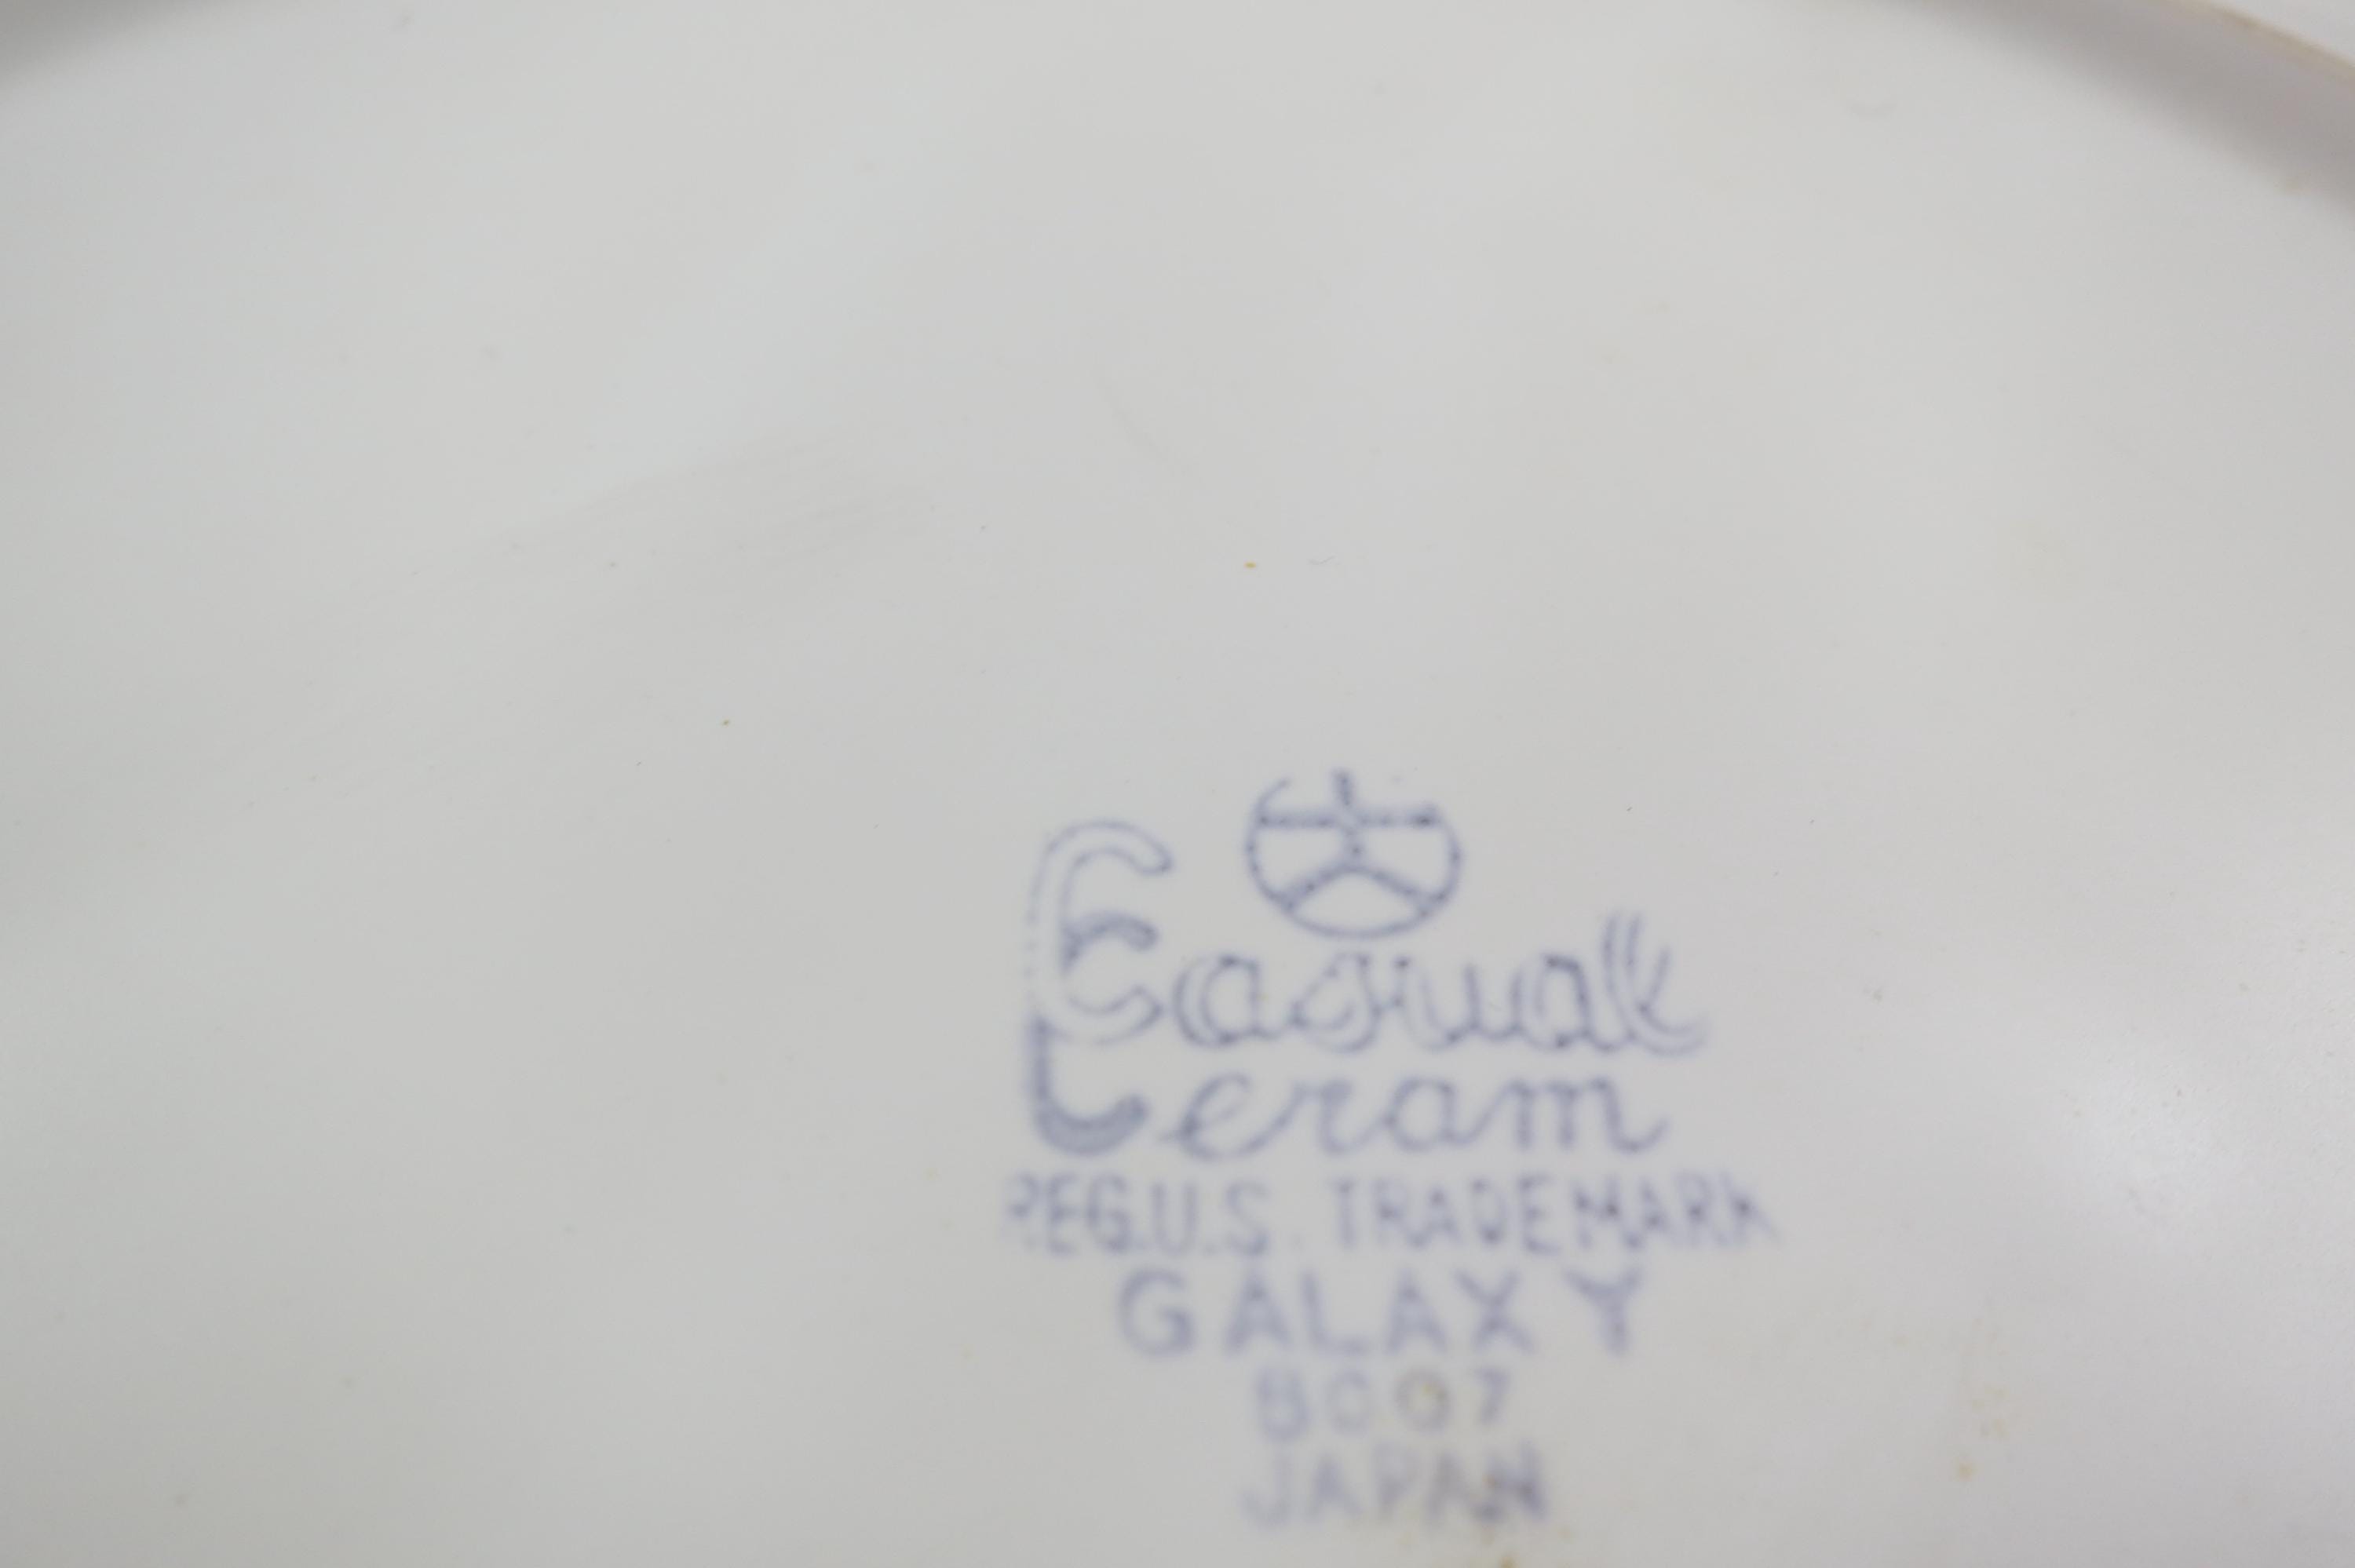 Casual
Ceram
REG.U.S. TRADEMARK
GALAXY
8007
JAPAN